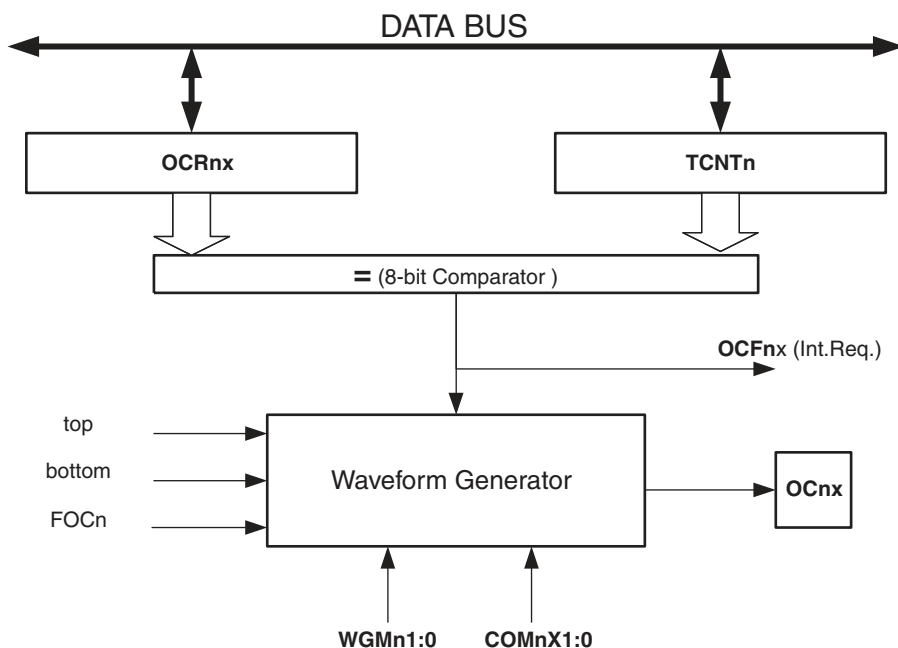 DATA BUS
OCRnx
TCNTn
= (8-bit Comparator )
OCFnx (Int.Req.)
top
bottom
FOCn
Waveform Generator
OCnx
WGMn1:0
COMnX1:0